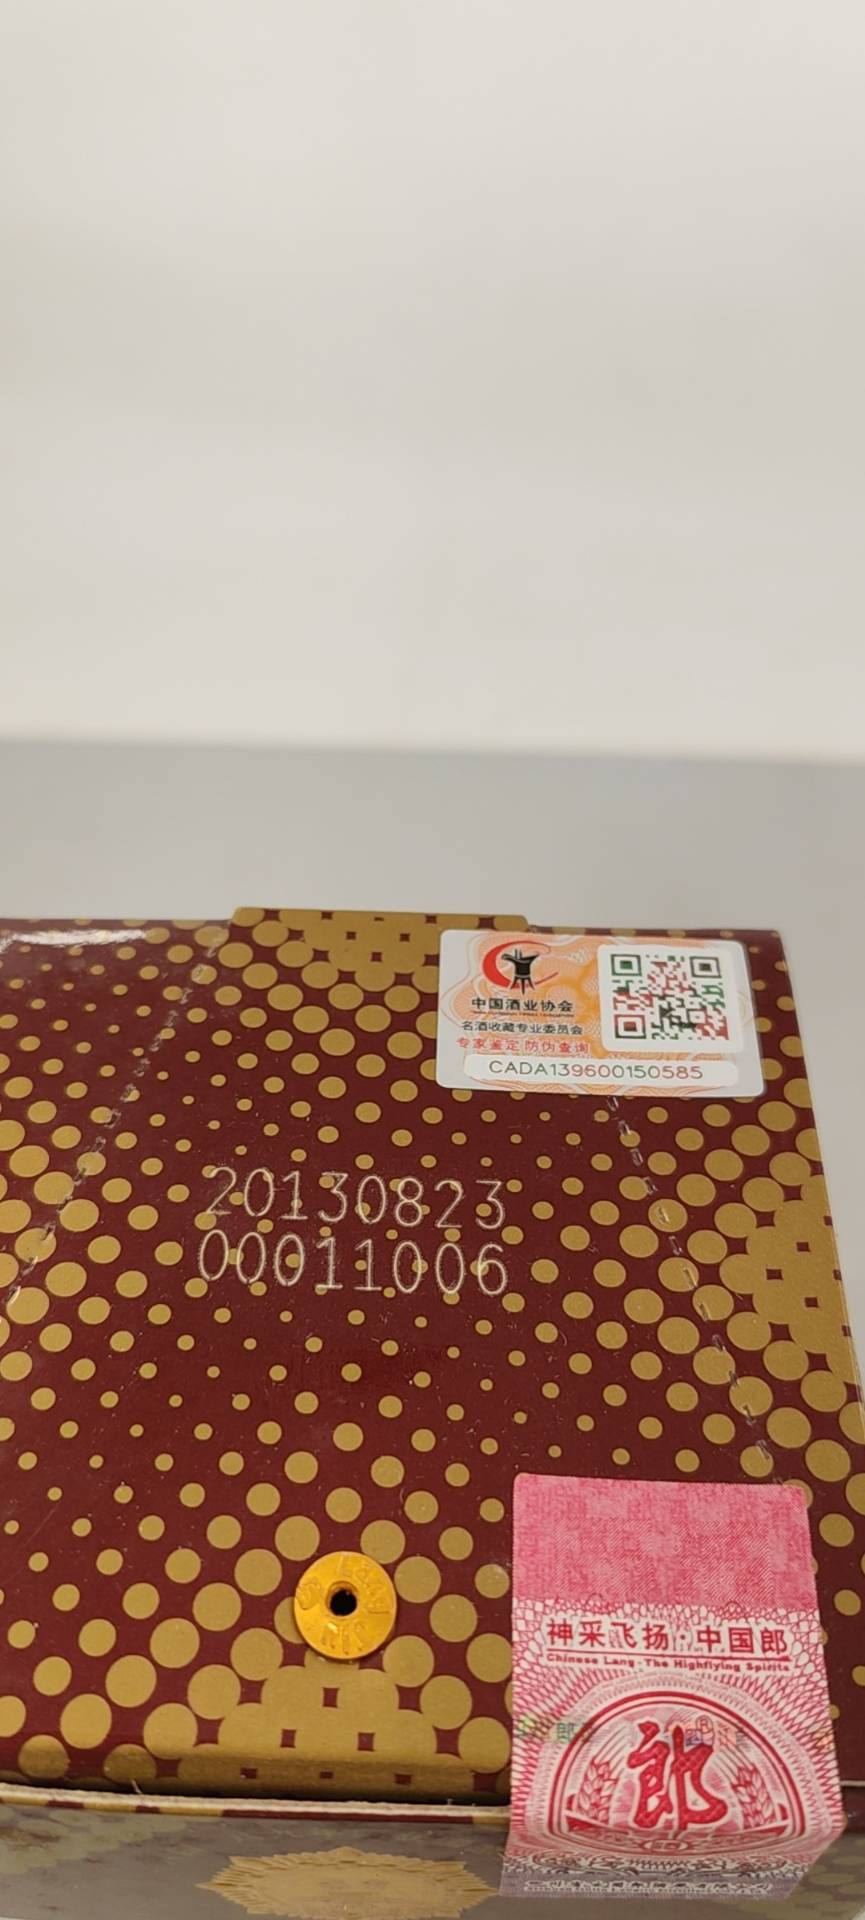 中国酒业协会
名酒收藏专业委员会
专家鉴定 防伪查询
CADA139600150585
20130823
00011006
神采飞扬·中国郎
Chinese Lang·The Highflying Spirits
郎